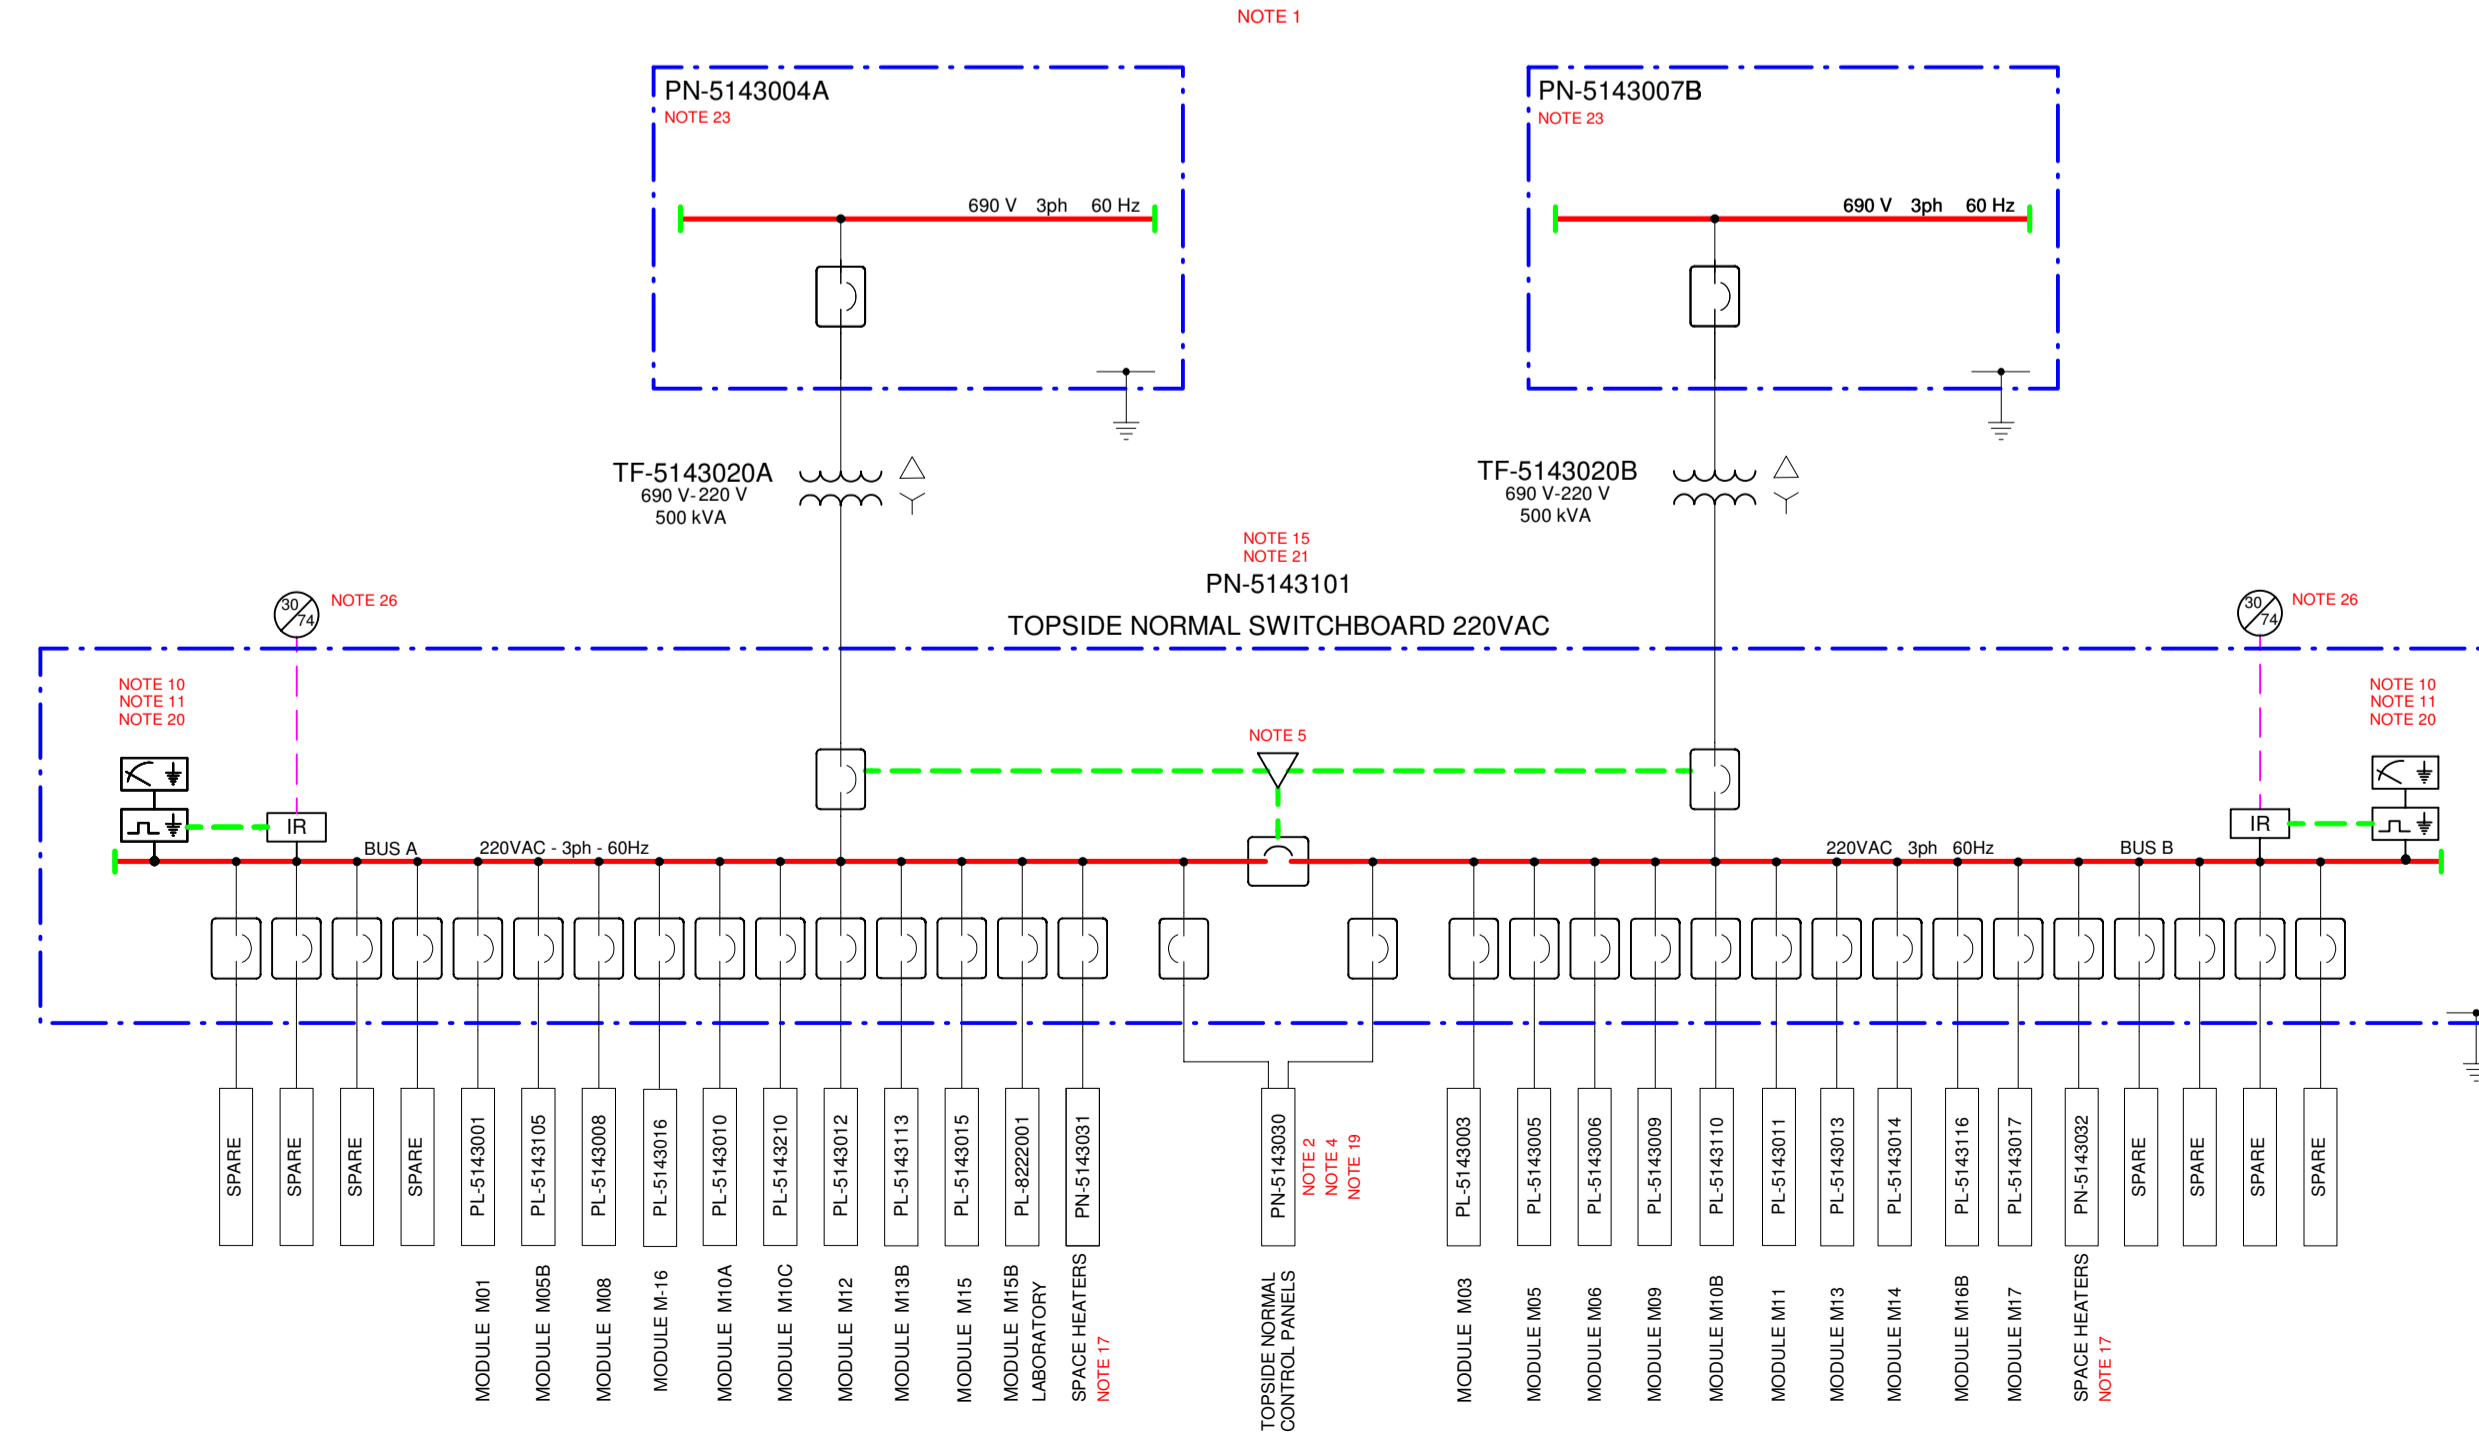 NOTE 1
PN-5143004A
NOTE 23
690 V 3ph 60 Hz
PN-5143007B
NOTE 23
690 V 3ph 60 Hz
TF-5143020A
690 V-220 V
500 kVA
TF-5143020B
690 V-220 V
500 kVA
NOTE 15
NOTE 21
PN-5143101
TOPSIDE NORMAL SWITCHBOARD 220VAC
30
74
NOTE 26
30
74
NOTE 26
NOTE 10
NOTE 11
NOTE 20
NOTE 10
NOTE 11
NOTE 20
NOTE 5
IR
IR
BUS A
220VAC - 3ph - 60Hz
220VAC 3ph 60Hz
BUS B
SPARE
SPARE
SPARE
SPARE
PL-5143001
PL-5143105
PL-5143008
PL-5143016
PL-5143010
PL-5143210
PL-5143012
PL-5143113
PL-5143015
PL-8222001
PN-5143031
PN-5143030
NOTE 2
NOTE 4
NOTE 19
PL-5143003
PL-5143005
PL-5143006
PL-5143009
PL-5143110
PL-5143011
PL-5143013
PL-5143014
PL-5143116
PL-5143017
PN-5143032
SPARE
SPARE
SPARE
SPARE
MODULE M01
MODULE M05B
MODULE M08
MODULE M-16
MODULE M10A
MODULE M10C
MODULE M12
MODULE M13B
MODULE M15
MODULE M15B
LABORATORY
SPACE HEATERS
NOTE 17
TOPSIDE NORMAL
CONTROL PANELS
MODULE M03
MODULE M05
MODULE M06
MODULE M09
MODULE M10B
MODULE M11
MODULE M13
MODULE M14
MODULE M16B
MODULE M17
SPACE HEATERS
NOTE 17